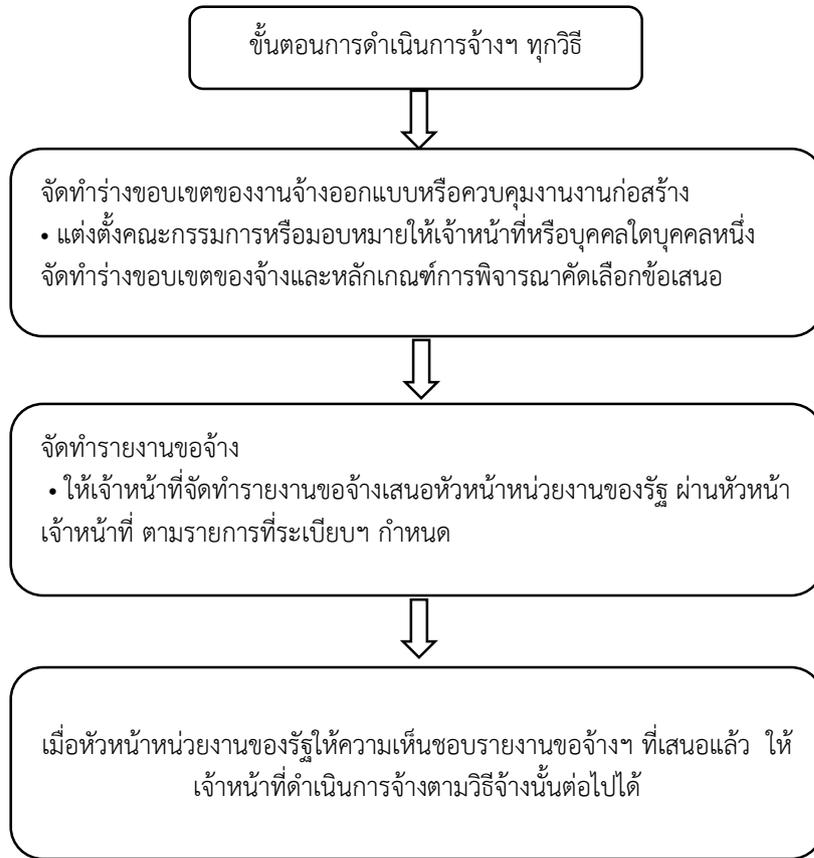 ขั้นตอนการดำเนินการจ้างฯ ทุกวิธี
จัดทำร่างขอบเขตของงานจ้างออกแบบหรือควบคุมงานงานก่อสร้าง
• แต่งตั้งคณะกรรมการหรือมอบหมายให้เจ้าหน้าที่หรือบุคคลใดบุคคลหนึ่ง
จัดทำร่างขอบเขตของจ้างและหลักเกณฑ์การพิจารณาคัดเลือกข้อเสนอ
จัดทำรายงานขอจ้าง
• ให้เจ้าหน้าที่จัดทำรายงานขอจ้างเสนอหัวหน้าหน่วยงานของรัฐ ผ่านหัวหน้า
เจ้าหน้าที่ ตามรายการที่ระเบียบฯ กำหนด
เมื่อหัวหน้าหน่วยงานของรัฐให้ความเห็นชอบรายงานขอจ้างฯ ที่เสนอแล้ว ให้
เจ้าหน้าที่ดำเนินการจ้างตามวิธีจ้างนั้นต่อไปได้